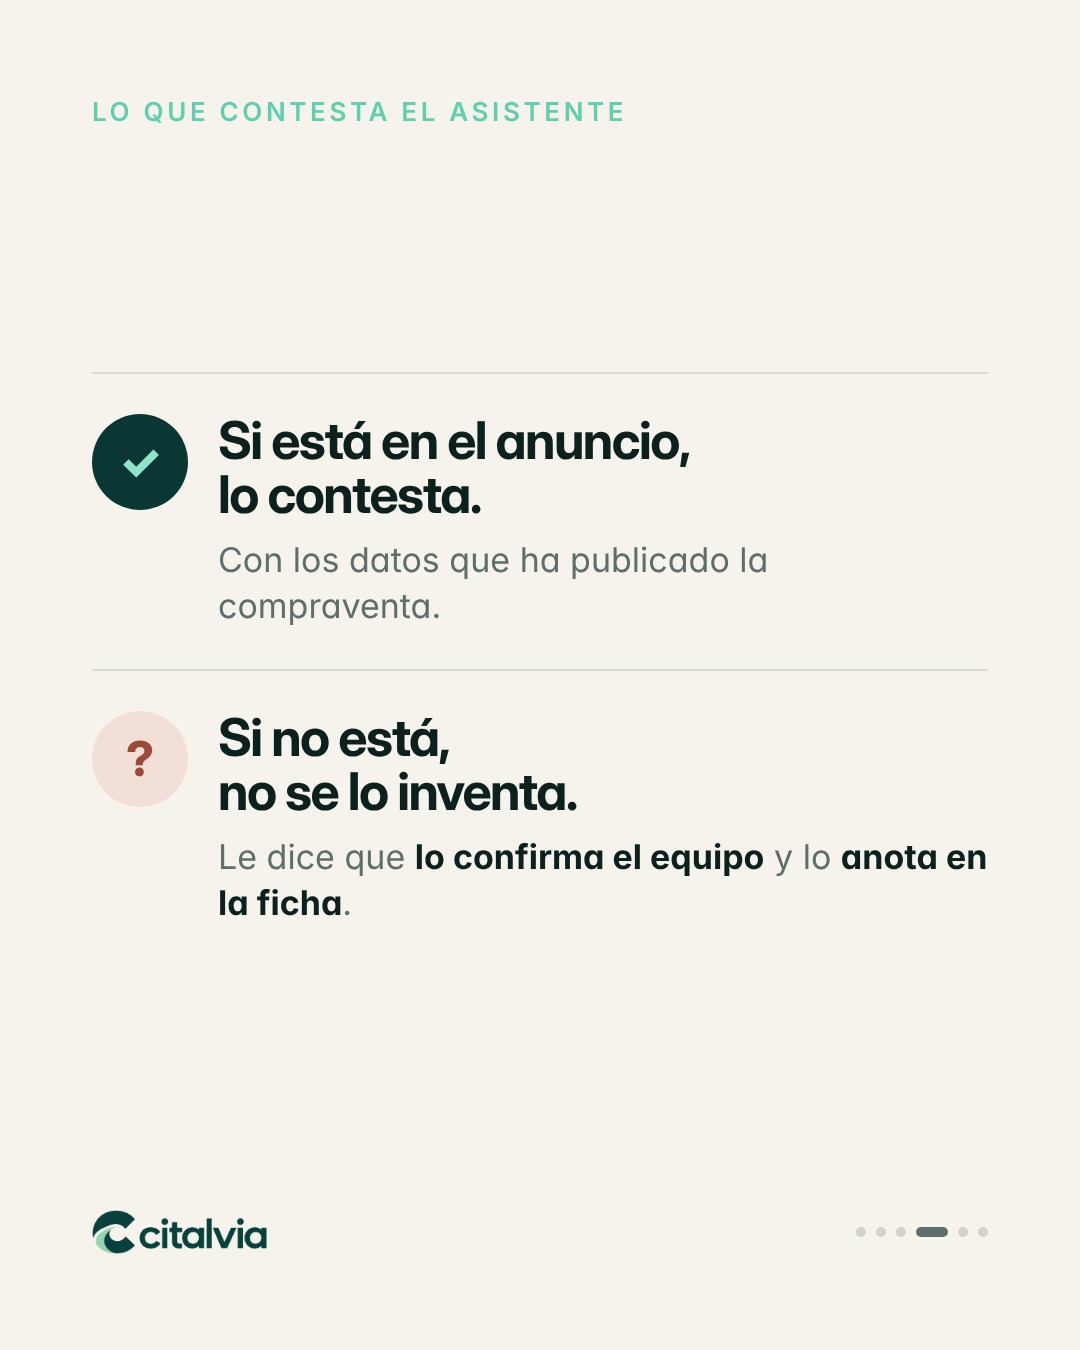 LO QUE CONTESTA EL ASISTENTE
Si está en el anuncio,
lo contesta.
Con los datos que ha publicado la
compraventa.
?
Si no está,
no se lo inventa.
Le dice que lo confirma el equipo y lo anota en
la ficha.
citalvia